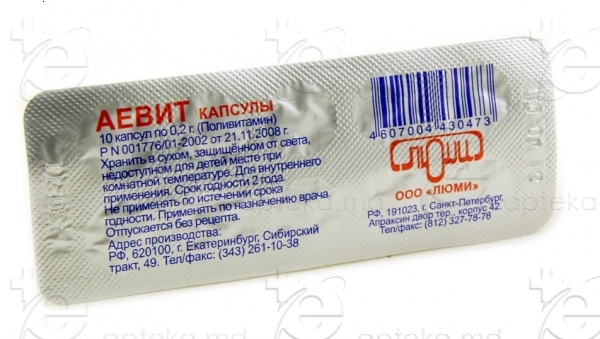 АЕВИТ КАПСУЛЫ
10 капсул по 0,2 г. (Поливитамин)
Р N 001776/01-2002 от 21.11.2008 г.
Хранить в сухом, защищённом от света,
недоступном для детей месте при
комнатной температуре. Для внутреннего
применения. Срок годности 2 года.
Не применять по истечении срока
годности. Применять по назначению врача.
Отпускается без рецепта.
Адрес производства:
РФ, 620100, г. Екатеринбург, Сибирский
тракт, 49. Тел/факс: (343) 261-10-38
4607004430473
люми
ООО «ЛЮМИ»
РФ, 191023, г. Санкт-Петербург,
Апраксин двор тер., корпус 42.
Тел/факс: (812) 327-78-76
apteka.md